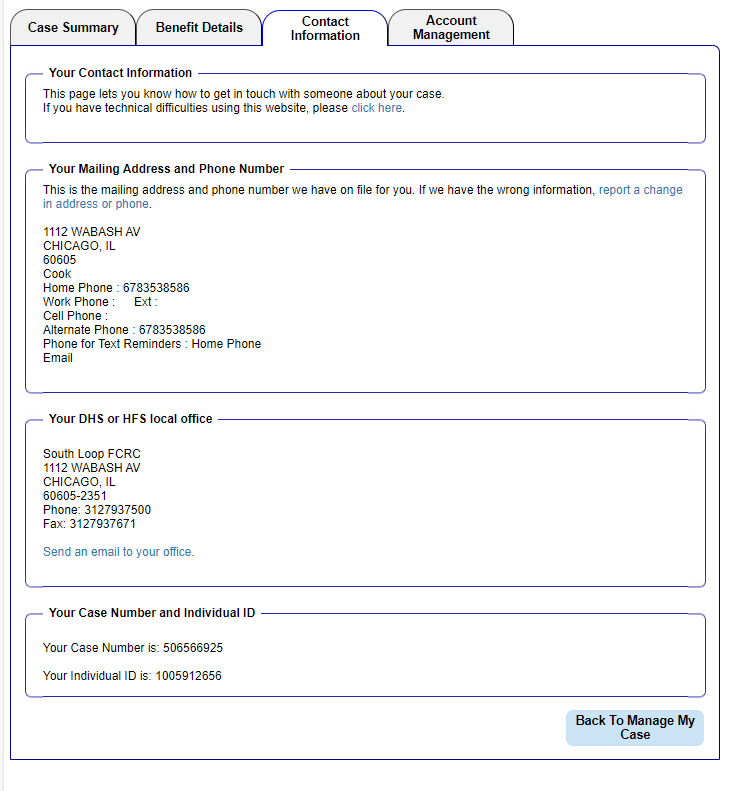 Case Summary
Benefit Details
Contact
Information
Account
Management
Your Contact Information
This page lets you know how to get in touch with someone about your case.
If you have technical difficulties using this website, please click here.
Your Mailing Address and Phone Number
This is the mailing address and phone number we have on file for you. If we have the wrong information, report a change
in address or phone.
1112 WABASH AV
CHICAGO, IL
60605
Cook
Home Phone : 6783538586
Work Phone : Ext :
Cell Phone :
Alternate Phone : 6783538586
Phone for Text Reminders : Home Phone
Email
Your DHS or HFS local office
South Loop FCRC
1112 WABASH AV
CHICAGO, IL
60605-2351
Phone: 3127937500
Fax: 3127937671
Send an email to your office.
Your Case Number and Individual ID
Your Case Number is: 506566925
Your Individual ID is: 1005912656
Back To Manage My
Case